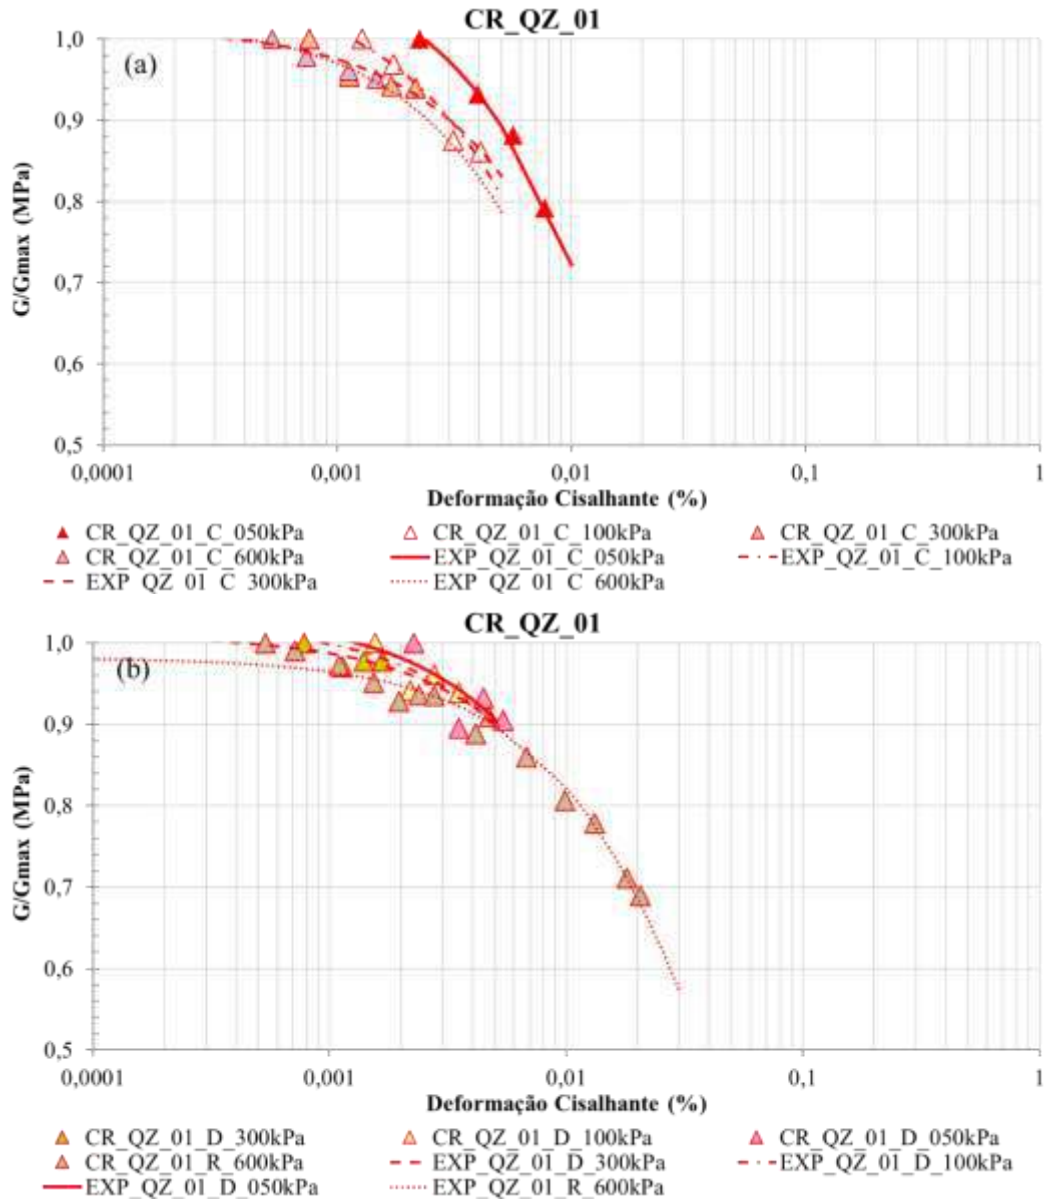 CR_QZ_01
(a)
1,0
0,9
0,8
0,7
0,6
0,5
G/Gmax (MPa)
0,0001 0,001 0,01 0,1 1
Deformação Cisalhante (%)
CR_QZ_01_C_050kPa CR_QZ_01_C_100kPa CR_QZ_01_C_300kPa
CR_QZ_01_C_600kPa EXP_QZ_01_C_050kPa EXP_QZ_01_C_100kPa
EXP_QZ_01_C_300kPa EXP_QZ_01_C_600kPa
CR_QZ_01
(b)
1,0
0,9
0,8
0,7
0,6
0,5
G/Gmax (MPa)
0,0001 0,001 0,01 0,1 1
Deformação Cisalhante (%)
CR_QZ_01_D_300kPa CR_QZ_01_D_100kPa CR_QZ_01_D_050kPa
CR_QZ_01_R_600kPa EXP_QZ_01_D_300kPa EXP_QZ_01_D_100kPa
EXP_QZ_01_D_050kPa EXP_QZ_01_R_600kPa